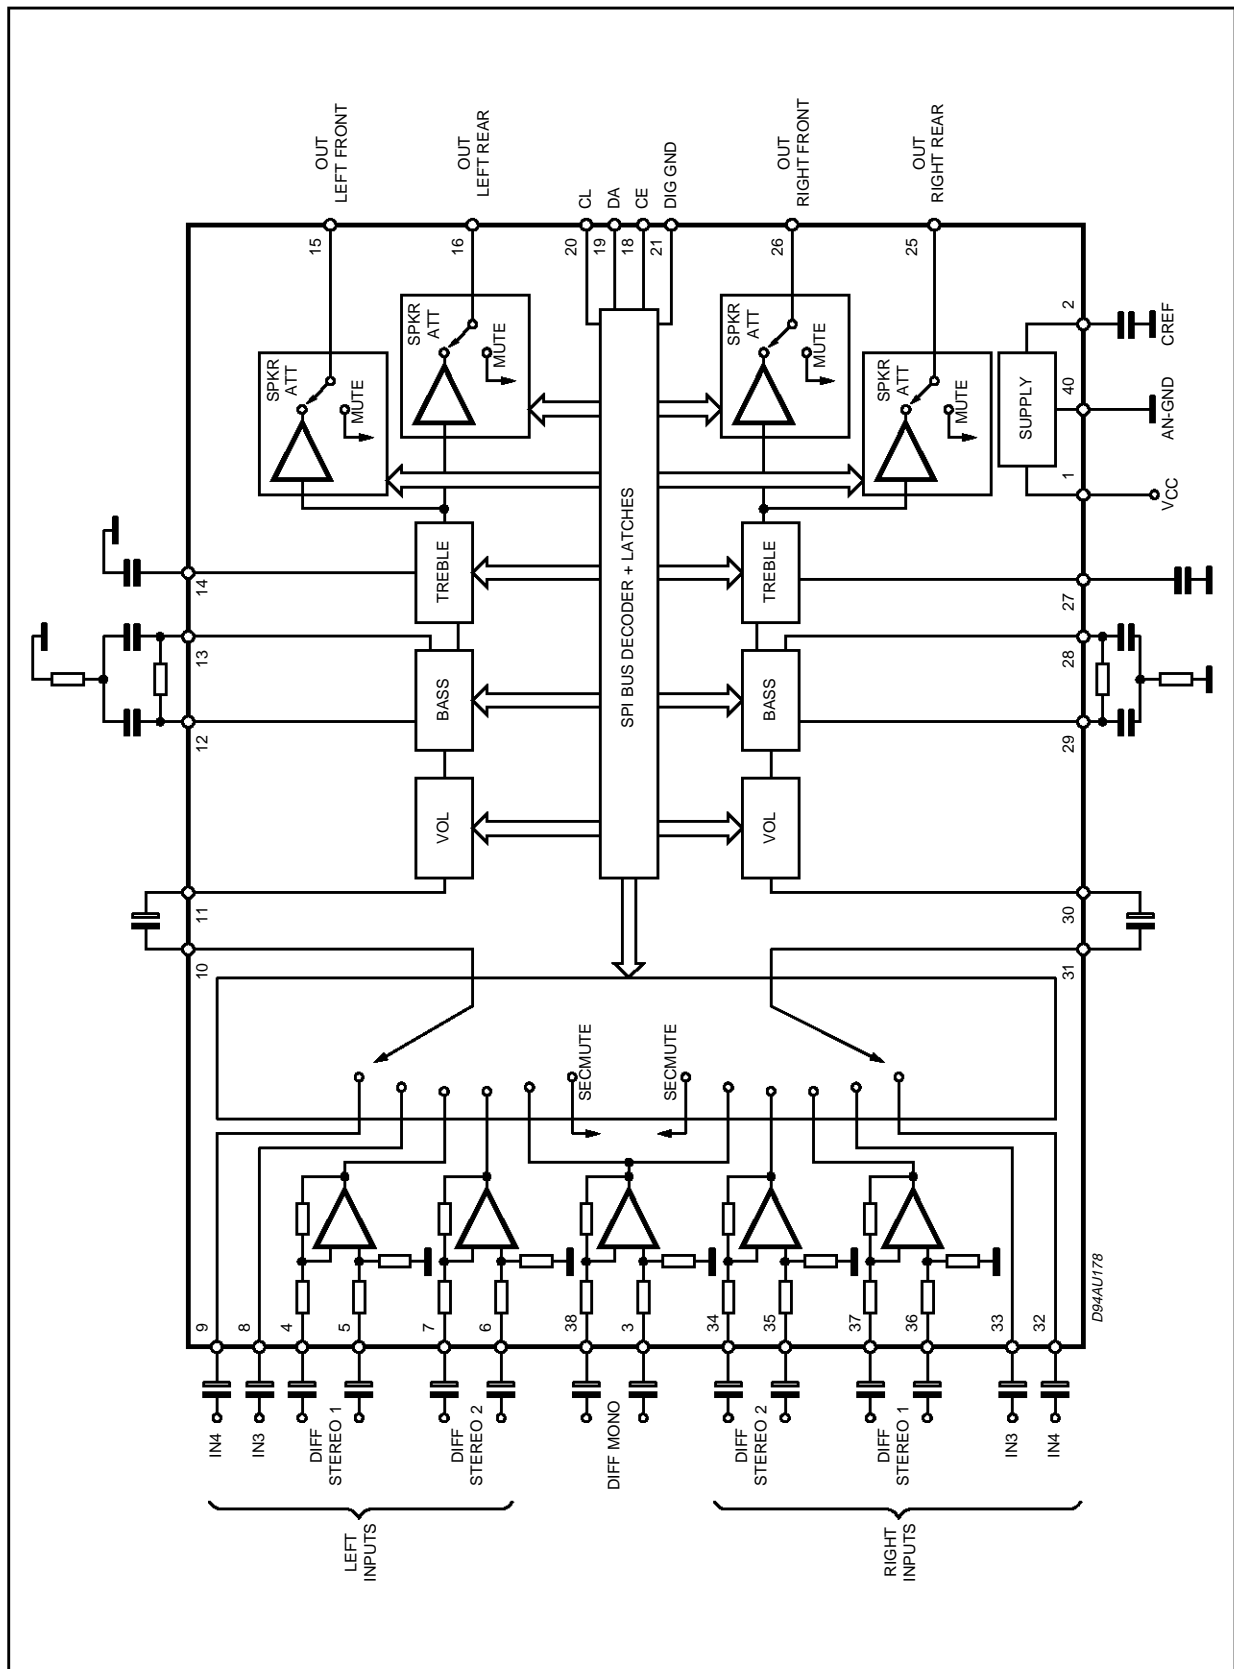 OUT
LEFT FRONT
OUT
LEFT REAR
CL
DA
CE
DIG GND
OUT
RIGHT FRONT
OUT
RIGHT REAR
15
16
20
19
18
21
26
25
SPKR
ATT
MUTE
SPKR
ATT
MUTE
SPKR
ATT
MUTE
SPKR
ATT
MUTE
SUPPLY
2
40
1
CREF
AN-GND
VCC
14
13
12
TREBLE
BASS
VOL
SPI BUS DECODER + LATCHES
TREBLE
BASS
VOL
27
28
29
11
10
30
31
SECMUTE
SECMUTE
9
8
4
5
7
6
38
3
34
35
37
36
33
32
D94AU178
IN4
IN3
DIFF
STEREO 1
DIFF
STEREO 2
DIFF MONO
DIFF
STEREO 2
DIFF
STEREO 1
IN3
IN4
LEFT
INPUTS
RIGHT
INPUTS